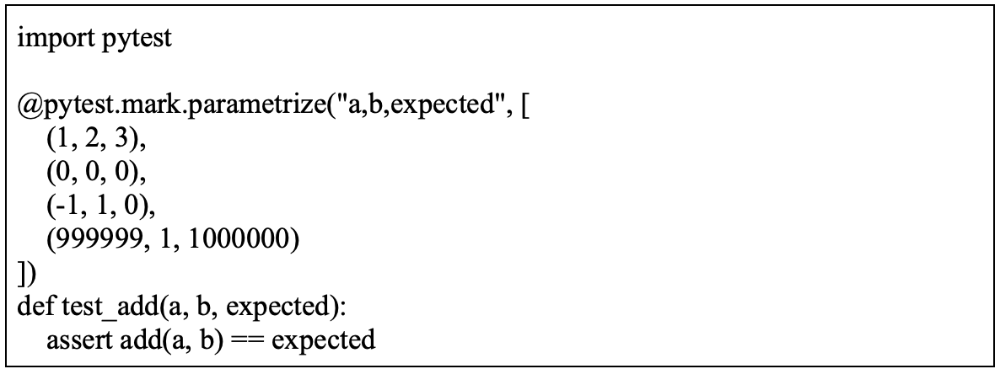 import pytest

@pytest.mark.parametrize("a,b,expected", [
    (1, 2, 3),
    (0, 0, 0),
    (-1, 1, 0),
    (999999, 1, 1000000)
])
def test_add(a, b, expected):
    assert add(a, b) == expected